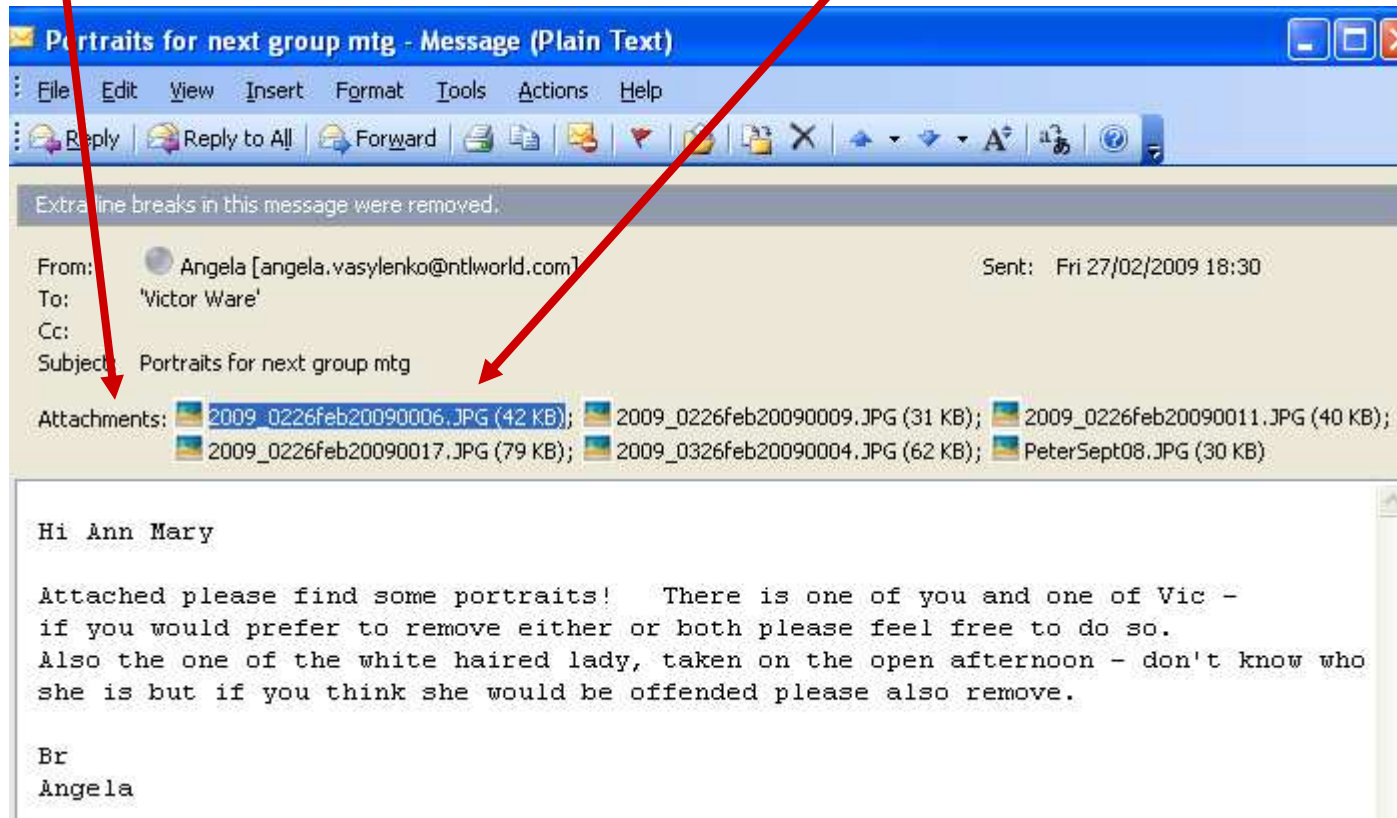 Portraits for next group mtg - Message (Plain Text)
File Edit View Insert Format Tools Actions Help
Reply Reply to All Forward
Extra line breaks in this message were removed.
From: Angela [angela.vasylenko@ntlworld.com] Sent: Fri 27/02/2009 18:30
To: 'Victor Ware'
Cc:
Subject: Portraits for next group mtg
Attachments: 2009_0226feb20090006.JPG (42 KB); 2009_0226feb20090009.JPG (31 KB); 2009_0226feb20090011.JPG (40 KB);
2009_0226feb20090017.JPG (79 KB); 2009_0326feb20090004.JPG (62 KB); PeterSept08.JPG (30 KB)
Hi Ann Mary
Attached please find some portraits! There is one of you and one of Vic -
if you would prefer to remove either or both please feel free to do so.
Also the one of the white haired lady, taken on the open afternoon - don't know who
she is but if you think she would be offended please also remove.
Br
Angela